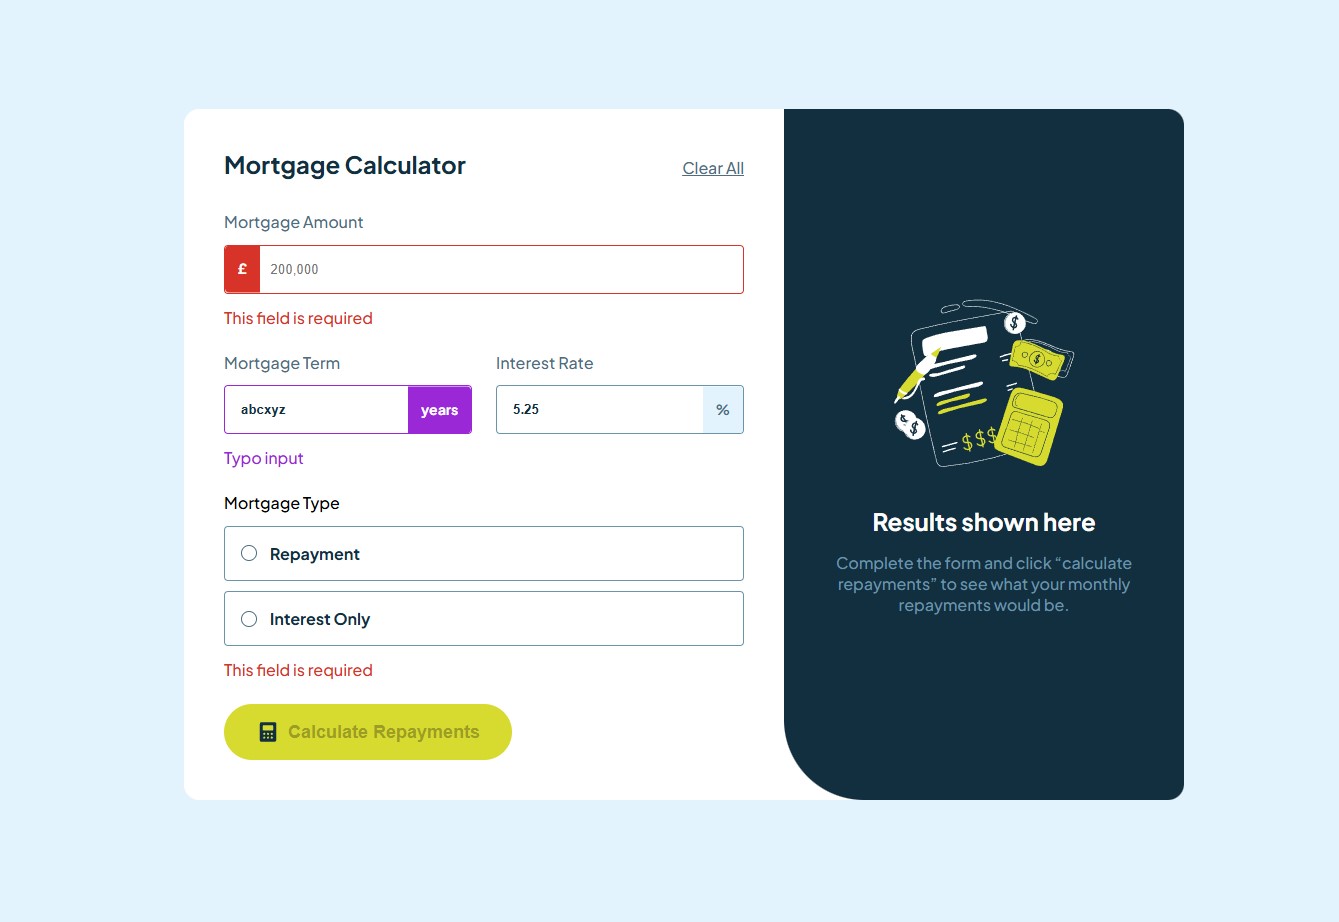 Mortgage Calculator
Clear All
Mortgage Amount
£ 200,000
This field is required
Mortgage Term
Interest Rate
abcxyz years
5.25 %
Typo input
Mortgage Type
Repayment
Interest Only
This field is required
Calculate Repayments
$
$
$
$
$$$
Results shown here
Complete the form and click “calculate
repayments” to see what your monthly
repayments would be.